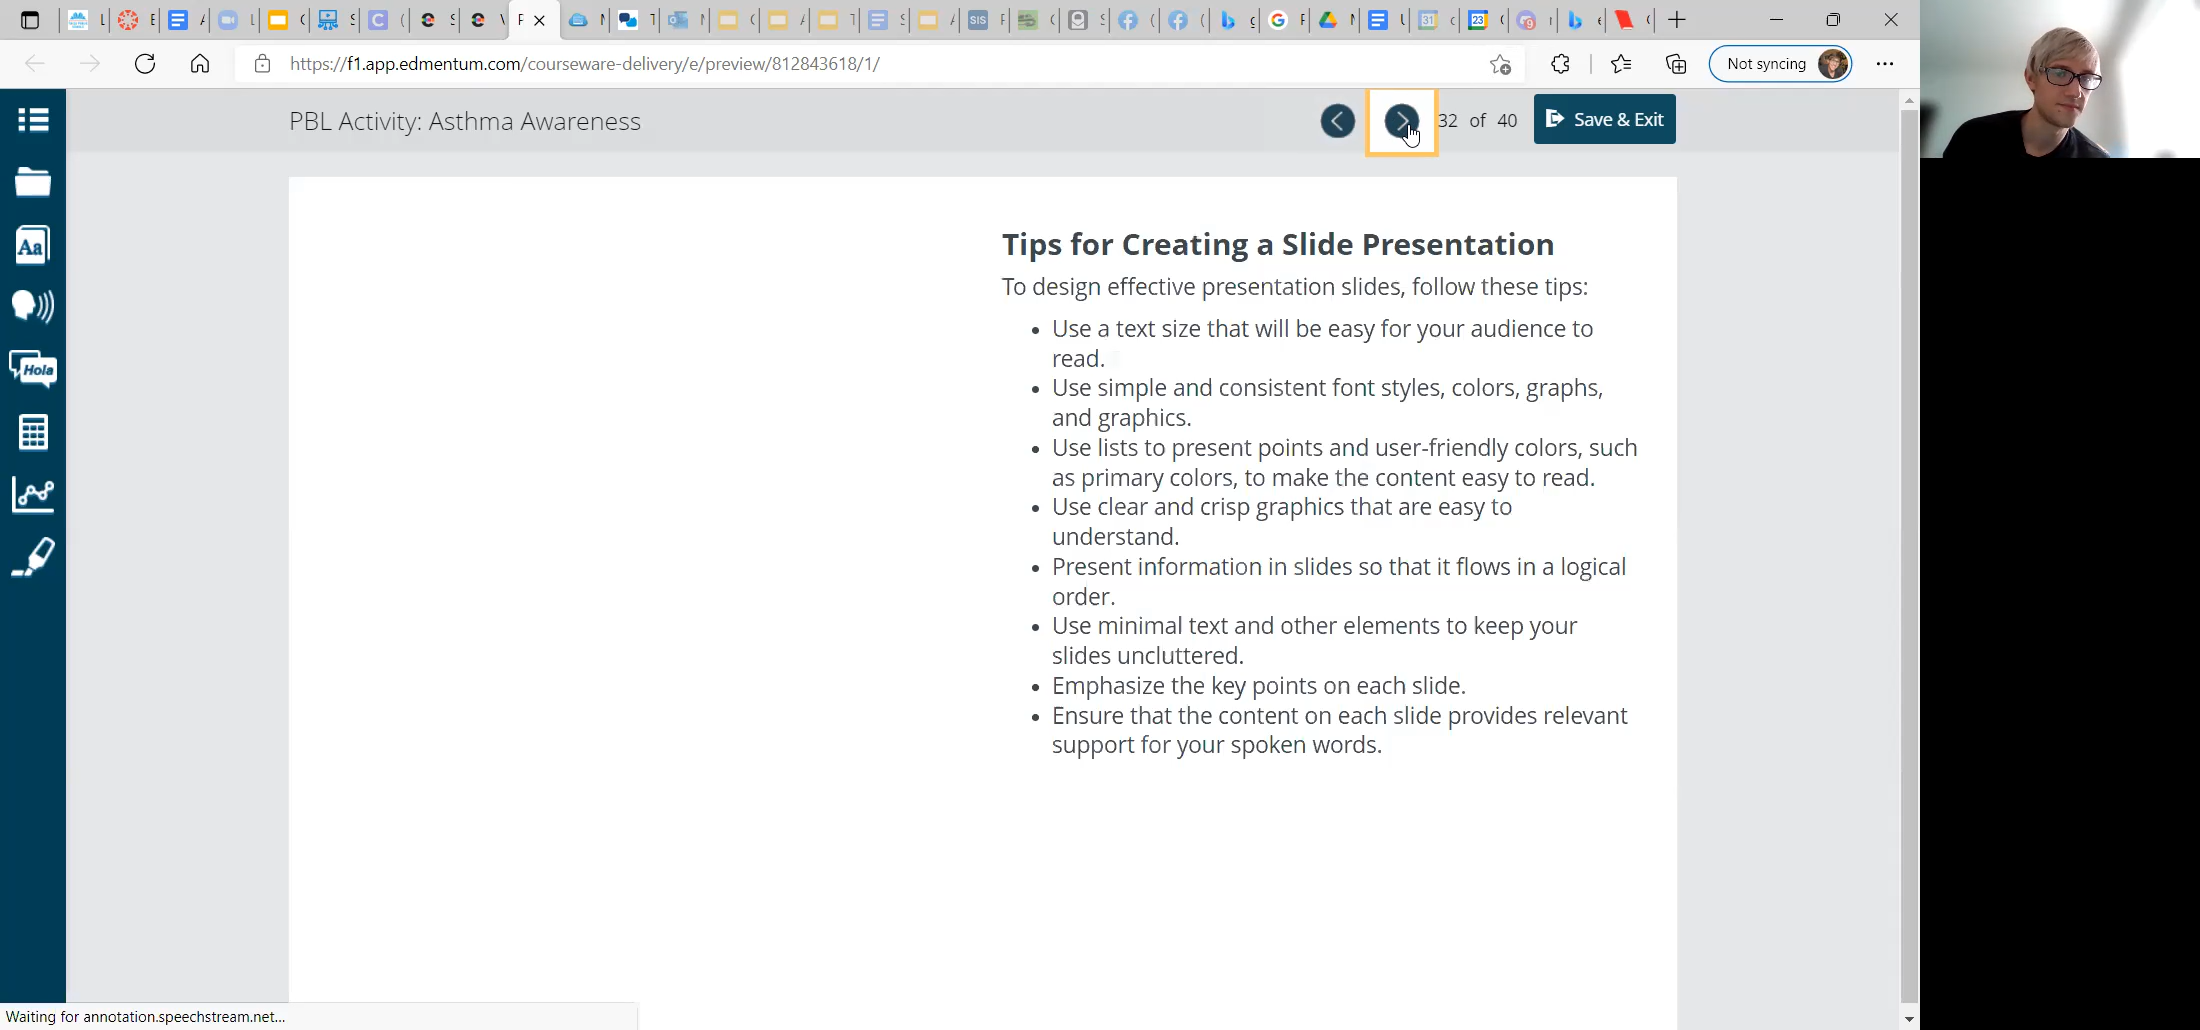 https://f1.app.edmentum.com/courseware-delivery/e/preview/812843618/1/
Not syncing
PBL Activity: Asthma Awareness
32 of 40
Save & Exit
Aa
Hola
Tips for Creating a Slide Presentation
To design effective presentation slides, follow these tips:
• Use a text size that will be easy for your audience to
read.
• Use simple and consistent font styles, colors, graphs,
and graphics.
• Use lists to present points and user-friendly colors, such
as primary colors, to make the content easy to read.
• Use clear and crisp graphics that are easy to
understand.
• Present information in slides so that it flows in a logical
order.
• Use minimal text and other elements to keep your
slides uncluttered.
• Emphasize the key points on each slide.
• Ensure that the content on each slide provides relevant
support for your spoken words.
Waiting for annotation.speechstream.net...